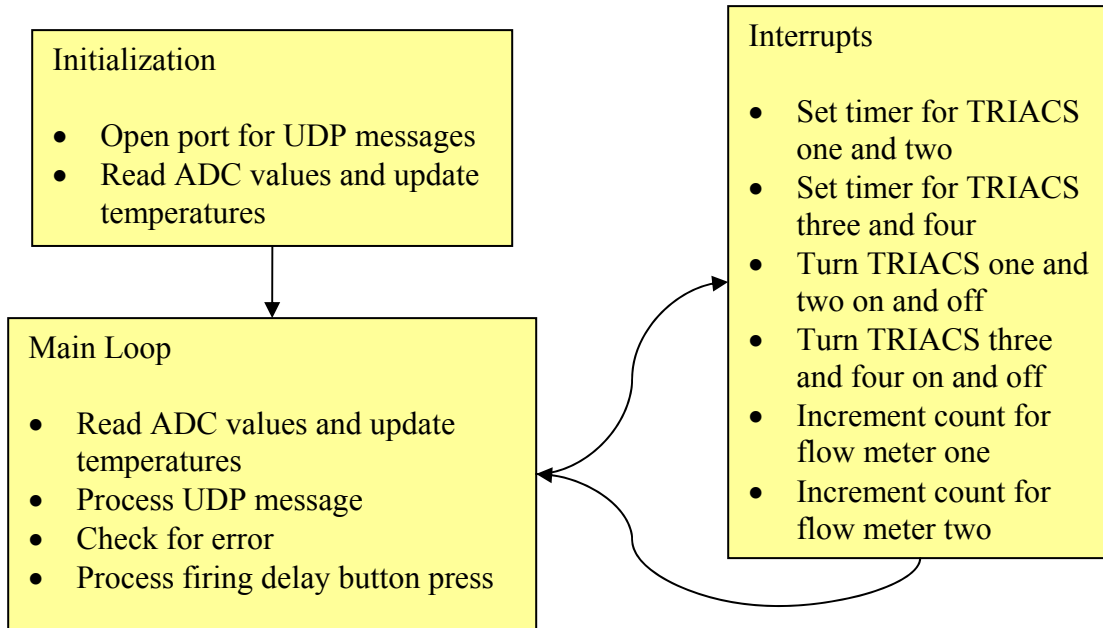 Initialization
• Open port for UDP messages
• Read ADC values and update
temperatures
Main Loop
• Read ADC values and update
temperatures
• Process UDP message
• Check for error
• Process firing delay button press
Interrupts
• Set timer for TRIACS
one and two
• Set timer for TRIACS
three and four
• Turn TRIACS one and
two on and off
• Turn TRIACS three
and four on and off
• Increment count for
flow meter one
• Increment count for
flow meter two